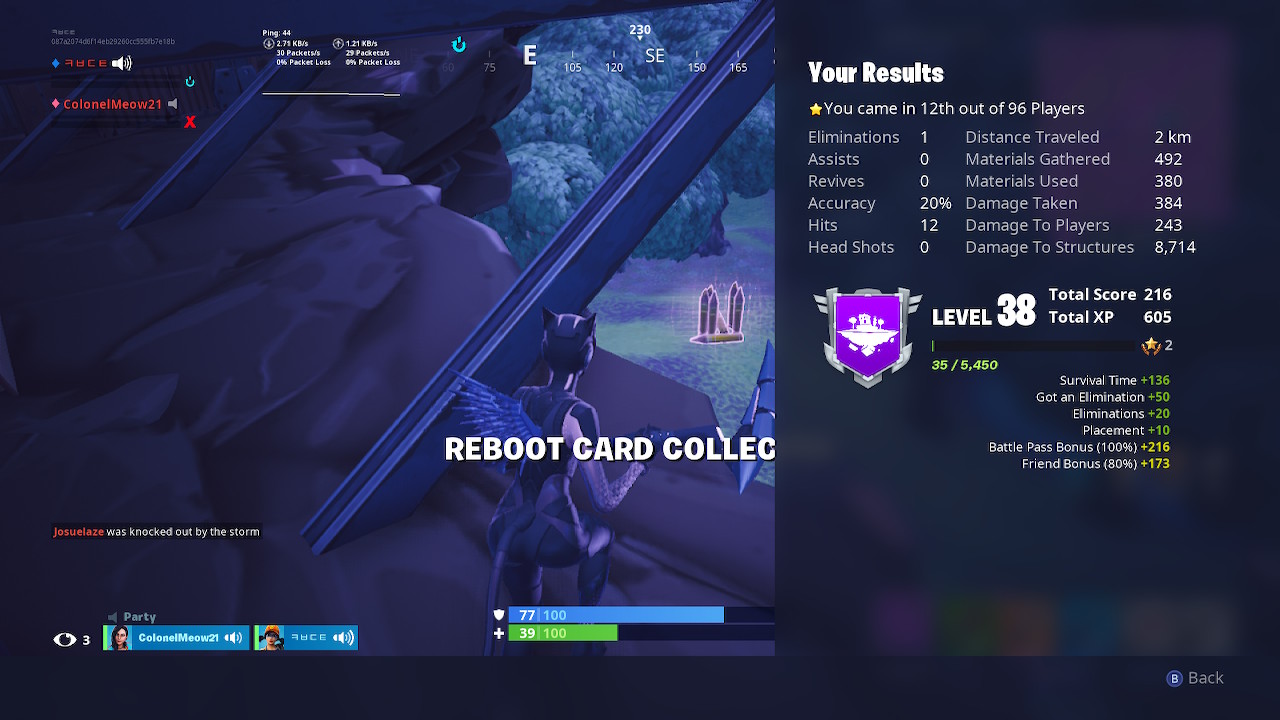 ㅋㅂㄷㄷ
Ping: 44
2.71 KB/s 1.21 KB/s
30 Packets/s 29 Packets/s
0% Packet Loss 0% Packet Loss
ColonelMeow21
X
230
60 75 E 105 120 SE 150 165
REBOOT CARD COLLEC
Josuelaze was knocked out by the storm
Party
3 ColonelMeow21
77 100
39 100
Your Results
You came in 12th out of 96 Players
Eliminations 1 Distance Traveled 2 km
Assists 0 Materials Gathered 492
Revives 0 Materials Used 380
Accuracy 20% Damage Taken 384
Hits 12 Damage To Players 243
Head Shots 0 Damage To Structures 8,714
LEVEL 38
Total Score 216
Total XP 605
2
35 / 5,450
Survival Time +136
Got an Elimination +50
Eliminations +20
Placement +10
Battle Pass Bonus (100%) +216
Friend Bonus (80%) +173
B Back